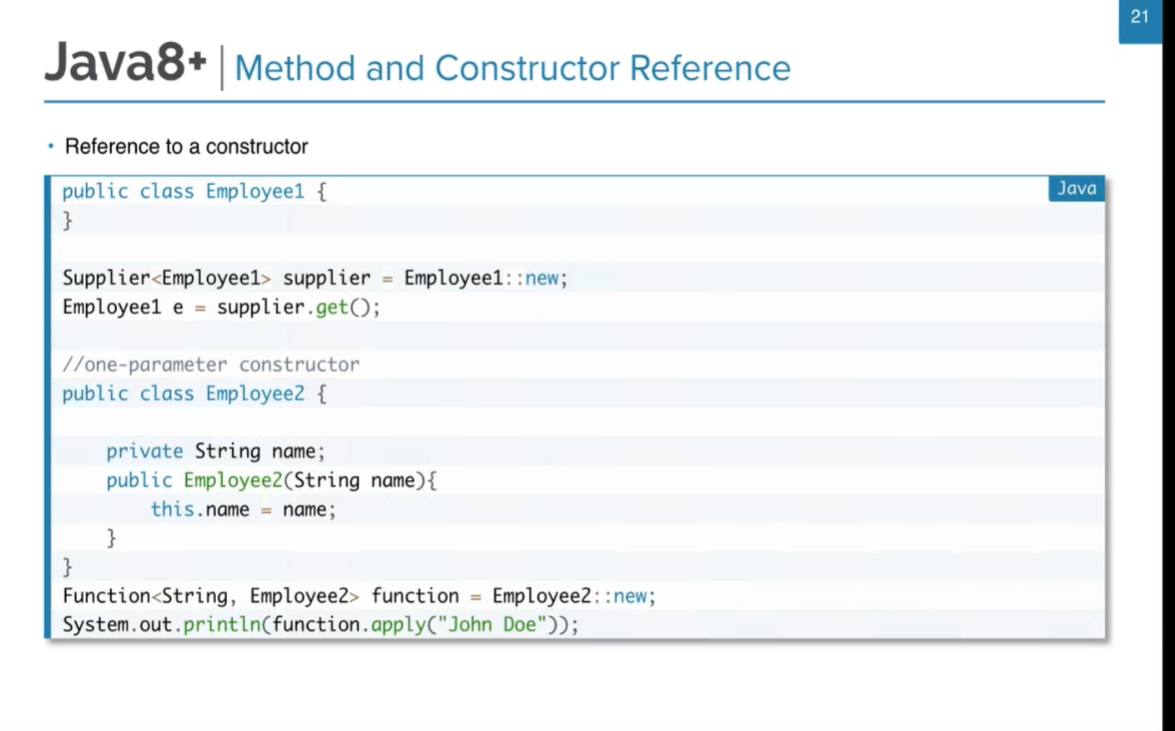 21
Java8+ | Method and Constructor Reference
• Reference to a constructor
Java
public class Employee1 {
}
Supplier<Employee1> supplier = Employee1::new;
Employee1 e = supplier.get();
//one-parameter constructor
public class Employee2 {
    private String name;
    public Employee2(String name){
        this.name = name;
    }
}
Function<String, Employee2> function = Employee2::new;
System.out.println(function.apply("John Doe"));